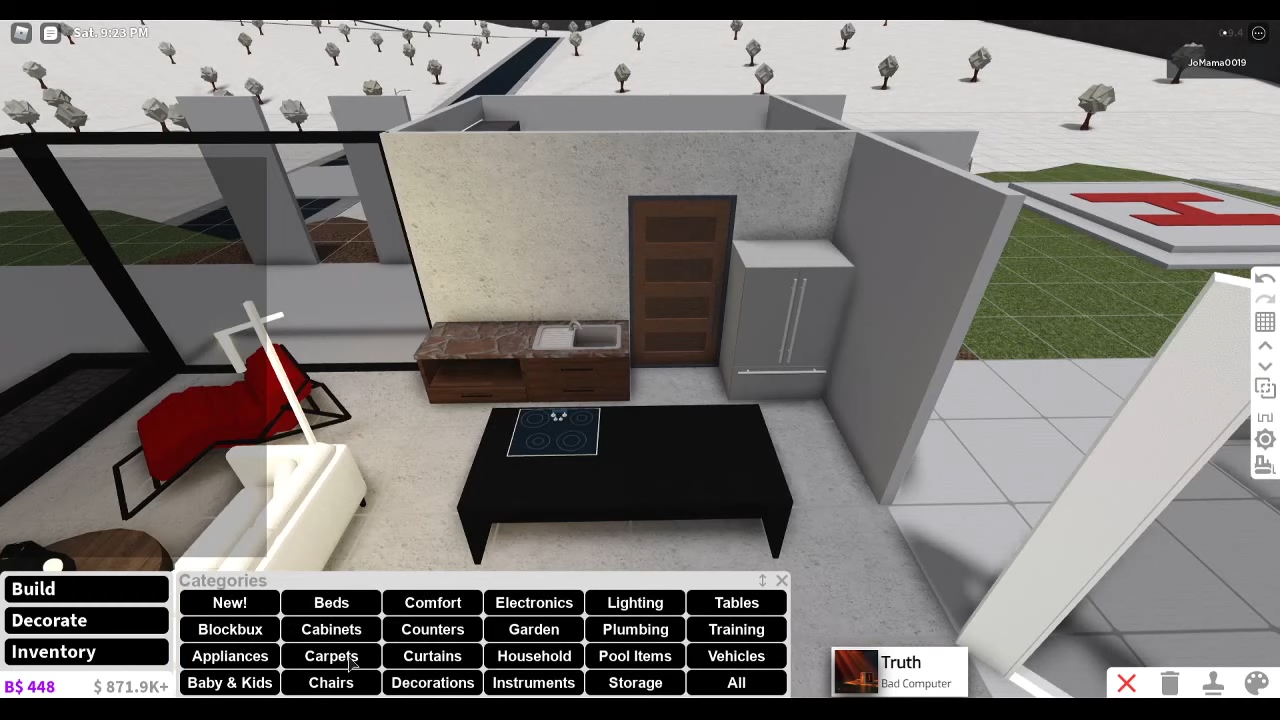 Sat. 9:23 PM
9.4
JoMama0019
H
Categories
Build
Decorate
Inventory
B$ 448
$ 871.9K+
New!
Beds
Comfort
Electronics
Lighting
Tables
Blockbux
Cabinets
Counters
Garden
Plumbing
Training
Appliances
Carpets
Curtains
Household
Pool Items
Vehicles
Baby & Kids
Chairs
Decorations
Instruments
Storage
All
Truth
Bad Computer